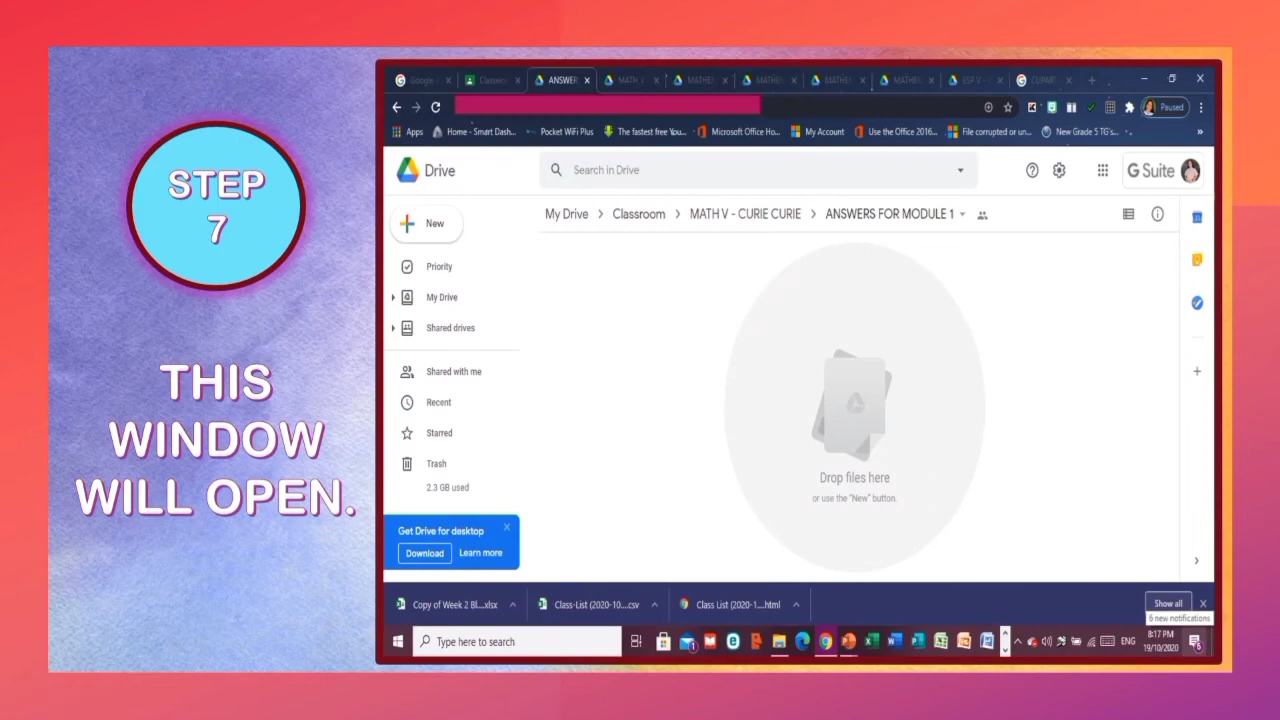 STEP
7
THIS
WINDOW
WILL OPEN.
Google
ANSWER
MATH
Paused
Apps
Home - Smart Dash...
Pocket WiFi Plus
The fastest free You...
Microsoft Office Ho...
My Account
Use the Office 2016...
File corrupted or un...
New Grade 5 TG's...
Drive
Search in Drive
G Suite
New
My Drive > Classroom > MATH V - CURIE CURIE > ANSWERS FOR MODULE 1
Priority
My Drive
Shared drives
Shared with me
Recent
Starred
Trash
2.3 GB used
Drop files here
or use the "New" button.
Get Drive for desktop
Download
Learn more
Copy of Week 2 Bl....xlsx
Class-List (2020-10....csv
Class List (2020-1....html
Show all
6 new notifications
Type here to search
ENG
8:17 PM
19/10/2020